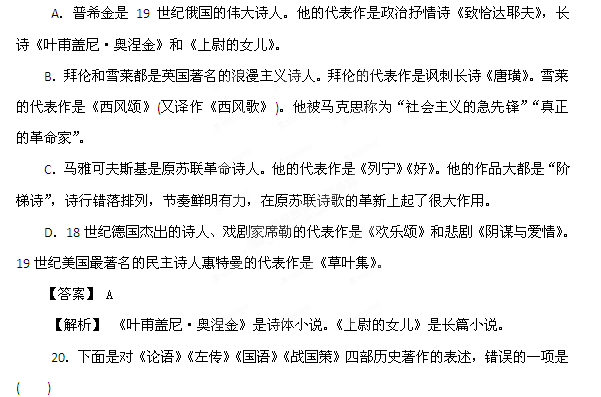 A．普希金是 19 世纪俄国的伟大诗人。他的代表作是政治抒情诗《致恰达耶夫》，长
诗《叶甫盖尼·奥涅金》和《上尉的女儿》。
B．拜伦和雪莱都是英国著名的浪漫主义诗人。拜伦的代表作是讽刺长诗《唐璜》。雪莱
的代表作是《西风颂》(又译作《西风歌》)。他被马克思称为“社会主义的急先锋”“真正
的革命家”。
C．马雅可夫斯基是原苏联革命诗人。他的代表作是《列宁》《好》。他的作品大都是“阶
梯诗”，诗行错落排列，节奏鲜明有力，在原苏联诗歌的革新上起了很大作用。
D．18 世纪德国杰出的诗人、戏剧家席勒的代表作是《欢乐颂》和悲剧《阴谋与爱情》。
19 世纪美国最著名的民主诗人惠特曼的代表作是《草叶集》。
【答案】 A
【解析】 《叶甫盖尼·奥涅金》是诗体小说。《上尉的女儿》是长篇小说。
20．下面是对《论语》《左传》《国语》《战国策》四部历史著作的表述，错误的一项是
(　　)